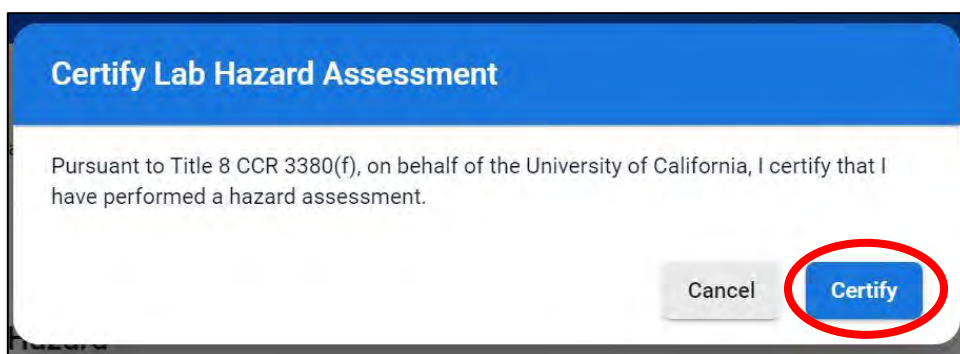 Certify Lab Hazard Assessment
Pursuant to Title 8 CCR 3380(f), on behalf of the University of California, I certify that I
have performed a hazard assessment.
Cancel Certify